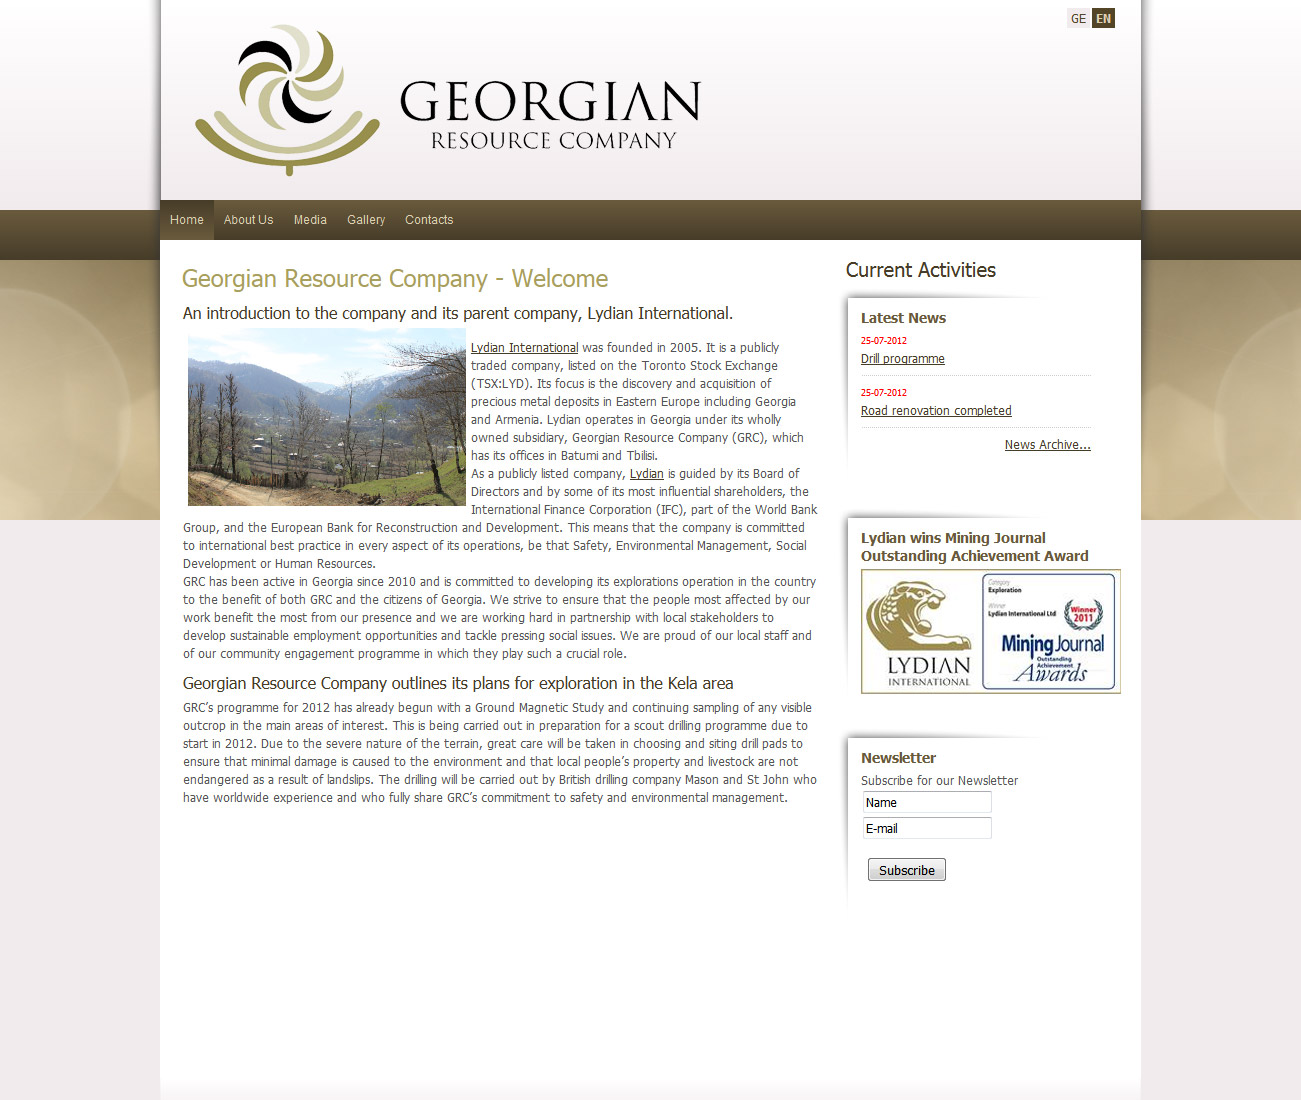 GE EN
GEORGIAN
RESOURCE COMPANY
Home About Us Media Gallery Contacts
Georgian Resource Company - Welcome
An introduction to the company and its parent company, Lydian International.
Lydian International was founded in 2005. It is a publicly
traded company, listed on the Toronto Stock Exchange
(TSX:LYD). Its focus is the discovery and acquisition of
precious metal deposits in Eastern Europe including Georgia
and Armenia. Lydian operates in Georgia under its wholly
owned subsidiary, Georgian Resource Company (GRC), which
has its offices in Batumi and Tbilisi.
As a publicly listed company, Lydian is guided by its Board of
Directors and by some of its most influential shareholders, the
International Finance Corporation (IFC), part of the World Bank
Group, and the European Bank for Reconstruction and Development. This means that the company is committed
to international best practice in every aspect of its operations, be that Safety, Environmental Management, Social
Development or Human Resources.
GRC has been active in Georgia since 2010 and is committed to developing its explorations operation in the country
to the benefit of both GRC and the citizens of Georgia. We strive to ensure that the people most affected by our
work benefit the most from our presence and we are working hard in partnership with local stakeholders to
develop sustainable employment opportunities and tackle pressing social issues. We are proud of our local staff and
of our community engagement programme in which they play such a crucial role.
Georgian Resource Company outlines its plans for exploration in the Kela area
GRC’s programme for 2012 has already begun with a Ground Magnetic Study and continuing sampling of any visible
outcrop in the main areas of interest. This is being carried out in preparation for a scout drilling programme due to
start in 2012. Due to the severe nature of the terrain, great care will be taken in choosing and siting drill pads to
ensure that minimal damage is caused to the environment and that local people’s property and livestock are not
endangered as a result of landslips. The drilling will be carried out by British drilling company Mason and St John who
have worldwide experience and who fully share GRC’s commitment to safety and environmental management.
Current Activities
Latest News
25-07-2012
Drill programme
25-07-2012
Road renovation completed
News Archive...
Lydian wins Mining Journal
Outstanding Achievement Award
LYDIAN
INTERNATIONAL
Category
Exploration
Winner
Lydian International Ltd
Winner
2011
MiningJournal
Outstanding
Achievement
Awards
Newsletter
Subscribe for our Newsletter
Name
E-mail
Subscribe